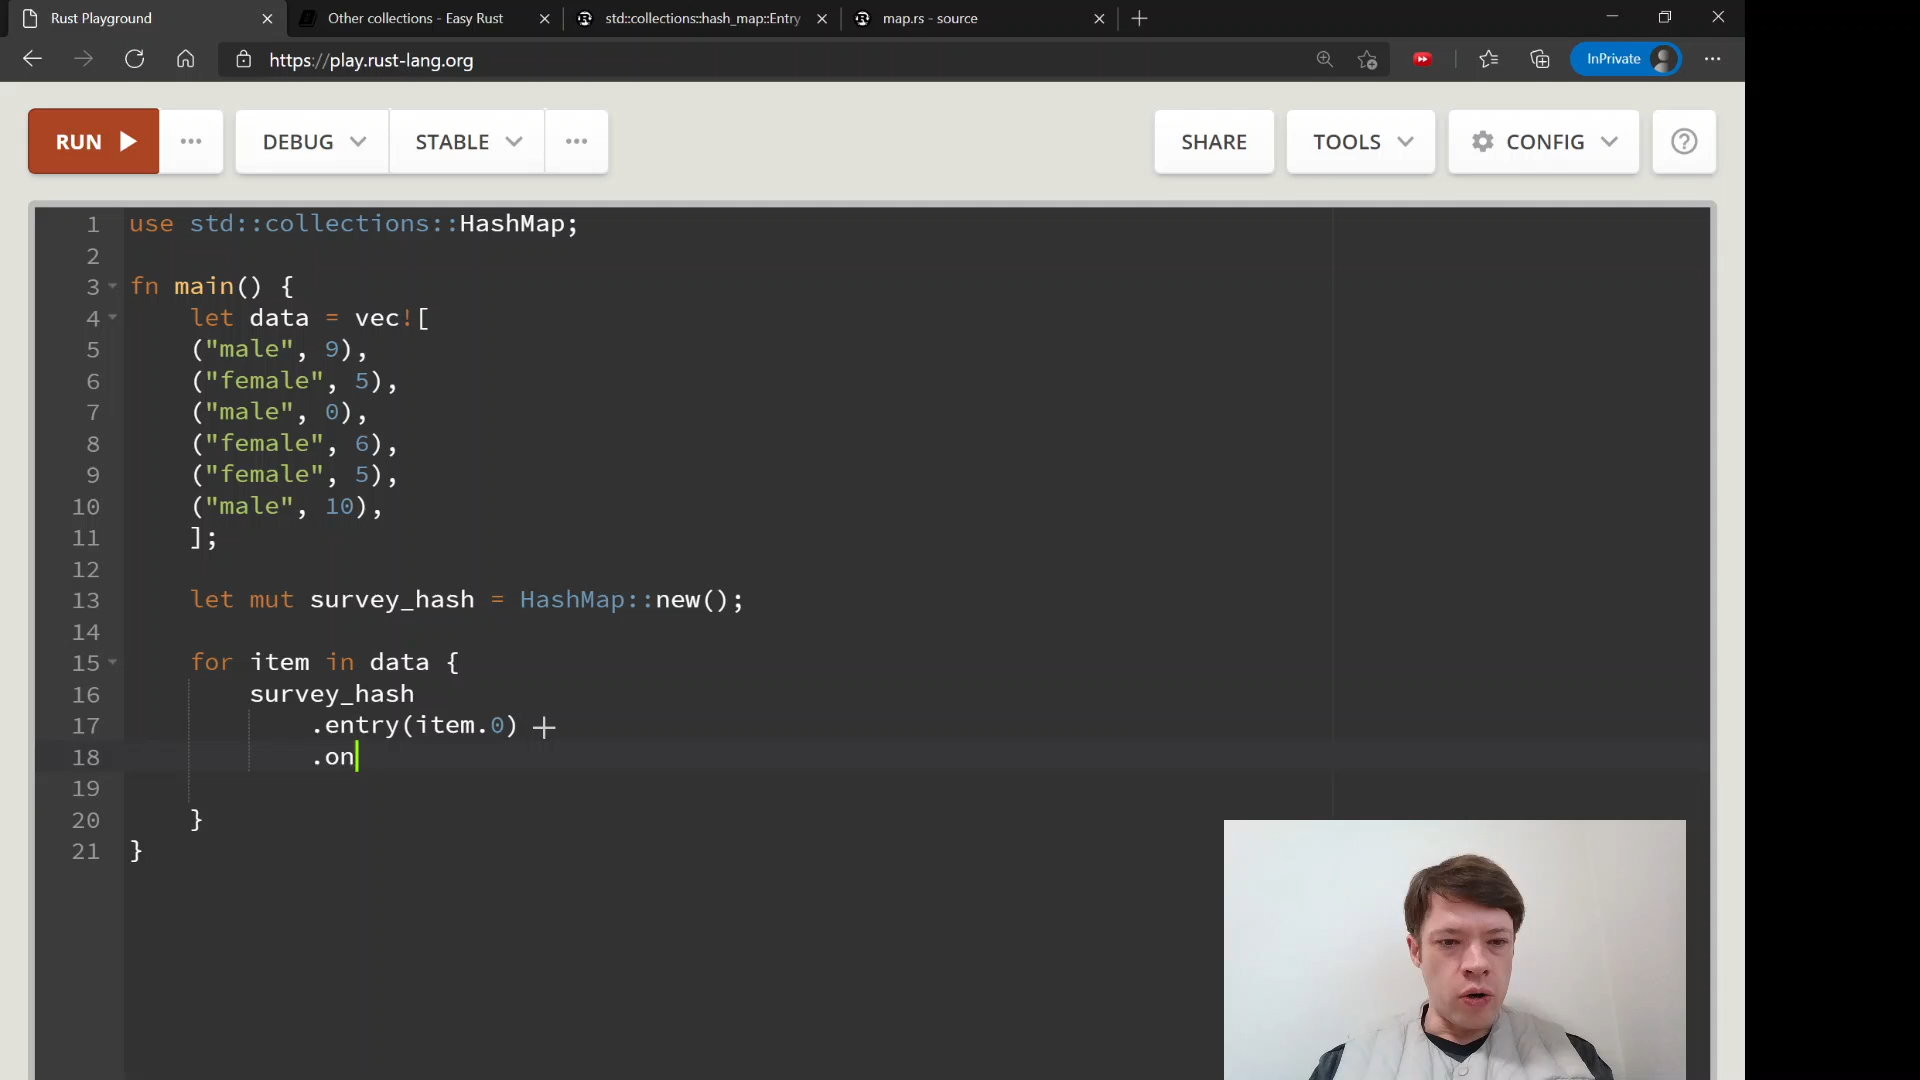 Rust Playground
Other collections - Easy Rust
std::collections::hash_map::Entry
map.rs - source
https://play.rust-lang.org
InPrivate
RUN
DEBUG
STABLE
SHARE
TOOLS
CONFIG
1 use std::collections::HashMap;
2
3 fn main() {
4 let data = vec![
5 ("male", 9),
6 ("female", 5),
7 ("male", 0),
8 ("female", 6),
9 ("female", 5),
10 ("male", 10),
11 ];
12
13 let mut survey_hash = HashMap::new();
14
15 for item in data {
16 survey_hash
17 .entry(item.0)
18 .on
19
20 }
21 }